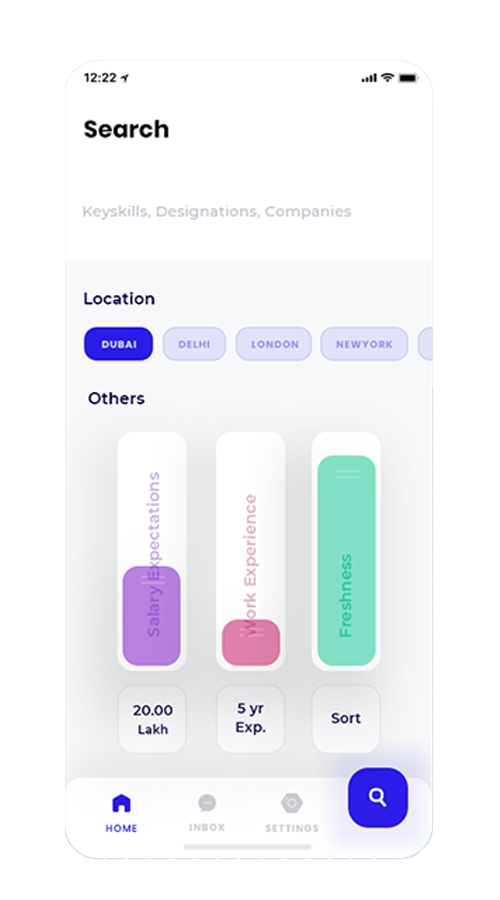 12:22
Search
Keyskills, Designations, Companies
Location
DUBAI
DELHI
LONDON
NEWYORK
Others
Salary Expectations
Work Experience
Freshness
20.00
Lakh
5 yr
Exp.
Sort
HOME
INBOX
SETTINGS